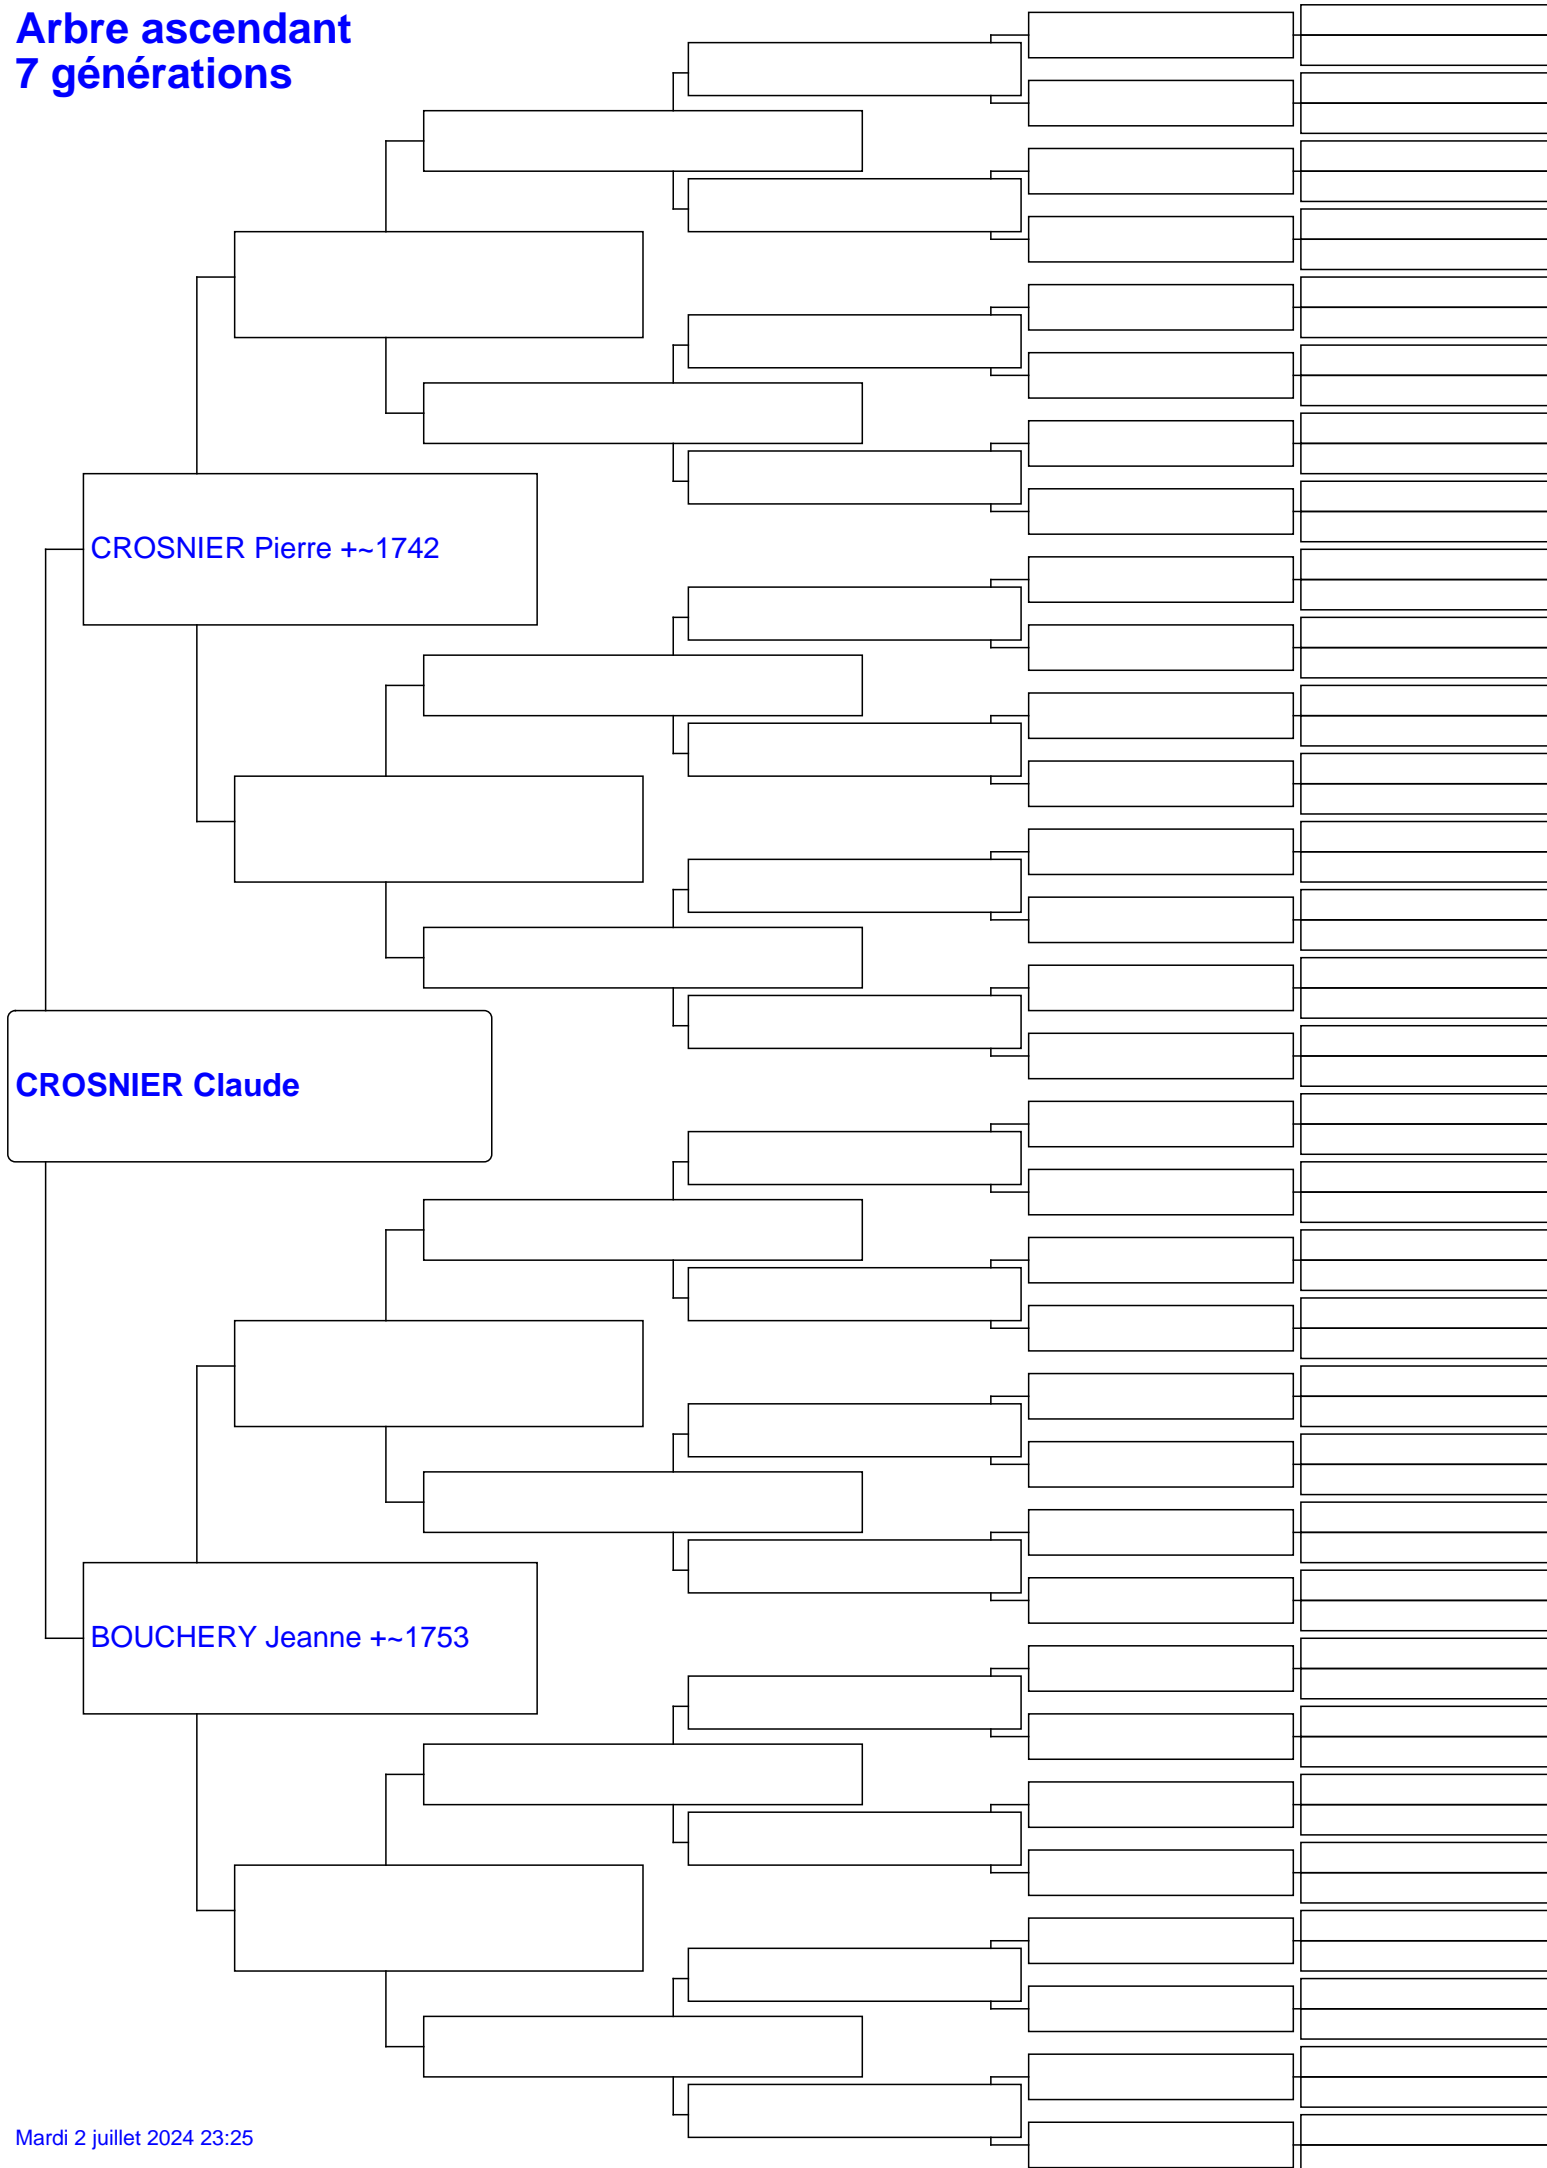 Arbre ascendant
7 générations
CROSNIER Pierre +~1742
CROSNIER Claude
BOUCHERY Jeanne +~1753
Mardi 2 juillet 2024 23:25